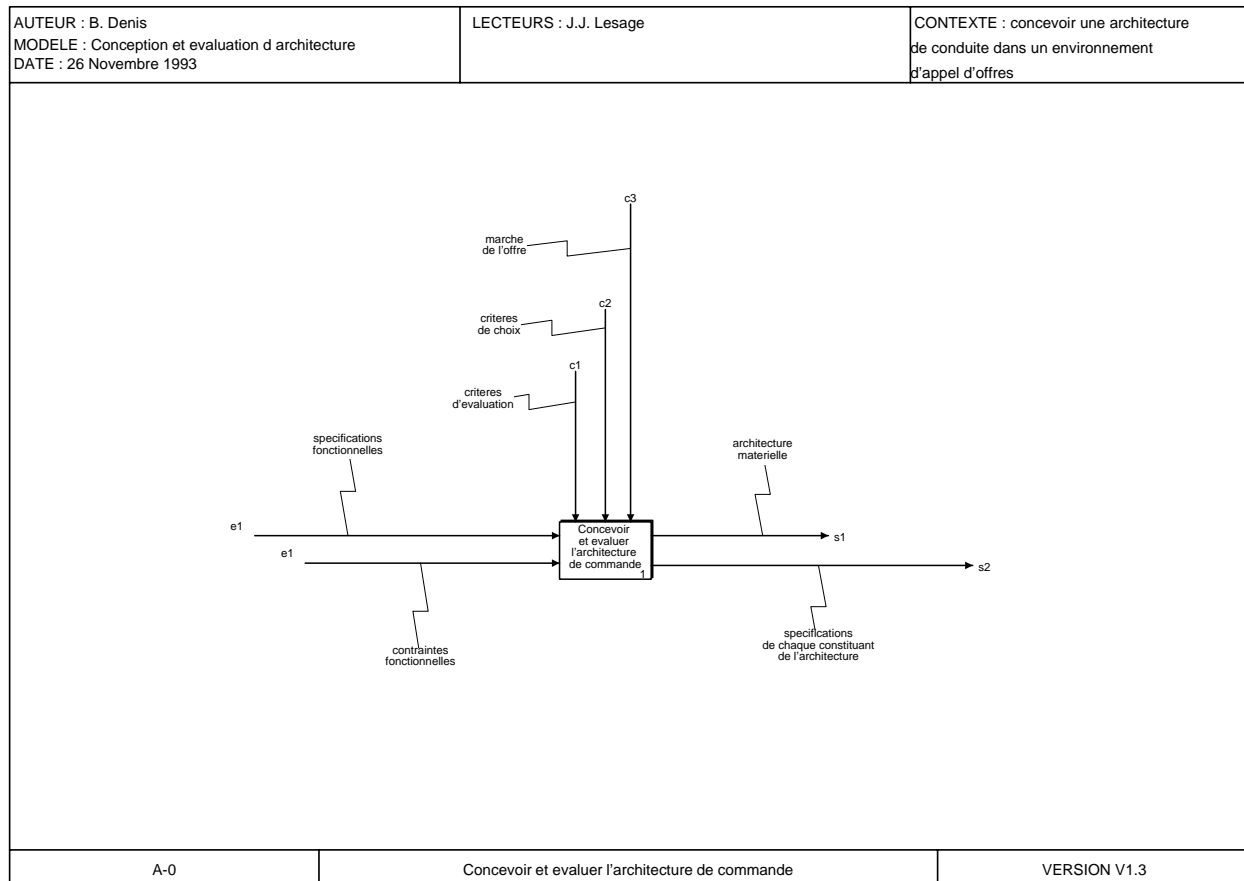 AUTEUR : B. Denis
MODELE : Conception et evaluation d architecture
DATE : 26 Novembre 1993
LECTEURS : J.J. Lesage
CONTEXTE : concevoir une architecture
de conduite dans un environnement
d'appel d'offres
c3
marche
de l'offre
c2
criteres
de choix
c1
criteres
d'evaluation
specifications
fonctionnelles
architecture
materielle
e1
Concevoir
et evaluer
l'architecture
de commande
1
s1
e1
s2
contraintes
fonctionnelles
specifications
de chaque constituant
de l'architecture
A-0
Concevoir et evaluer l'architecture de commande
VERSION V1.3